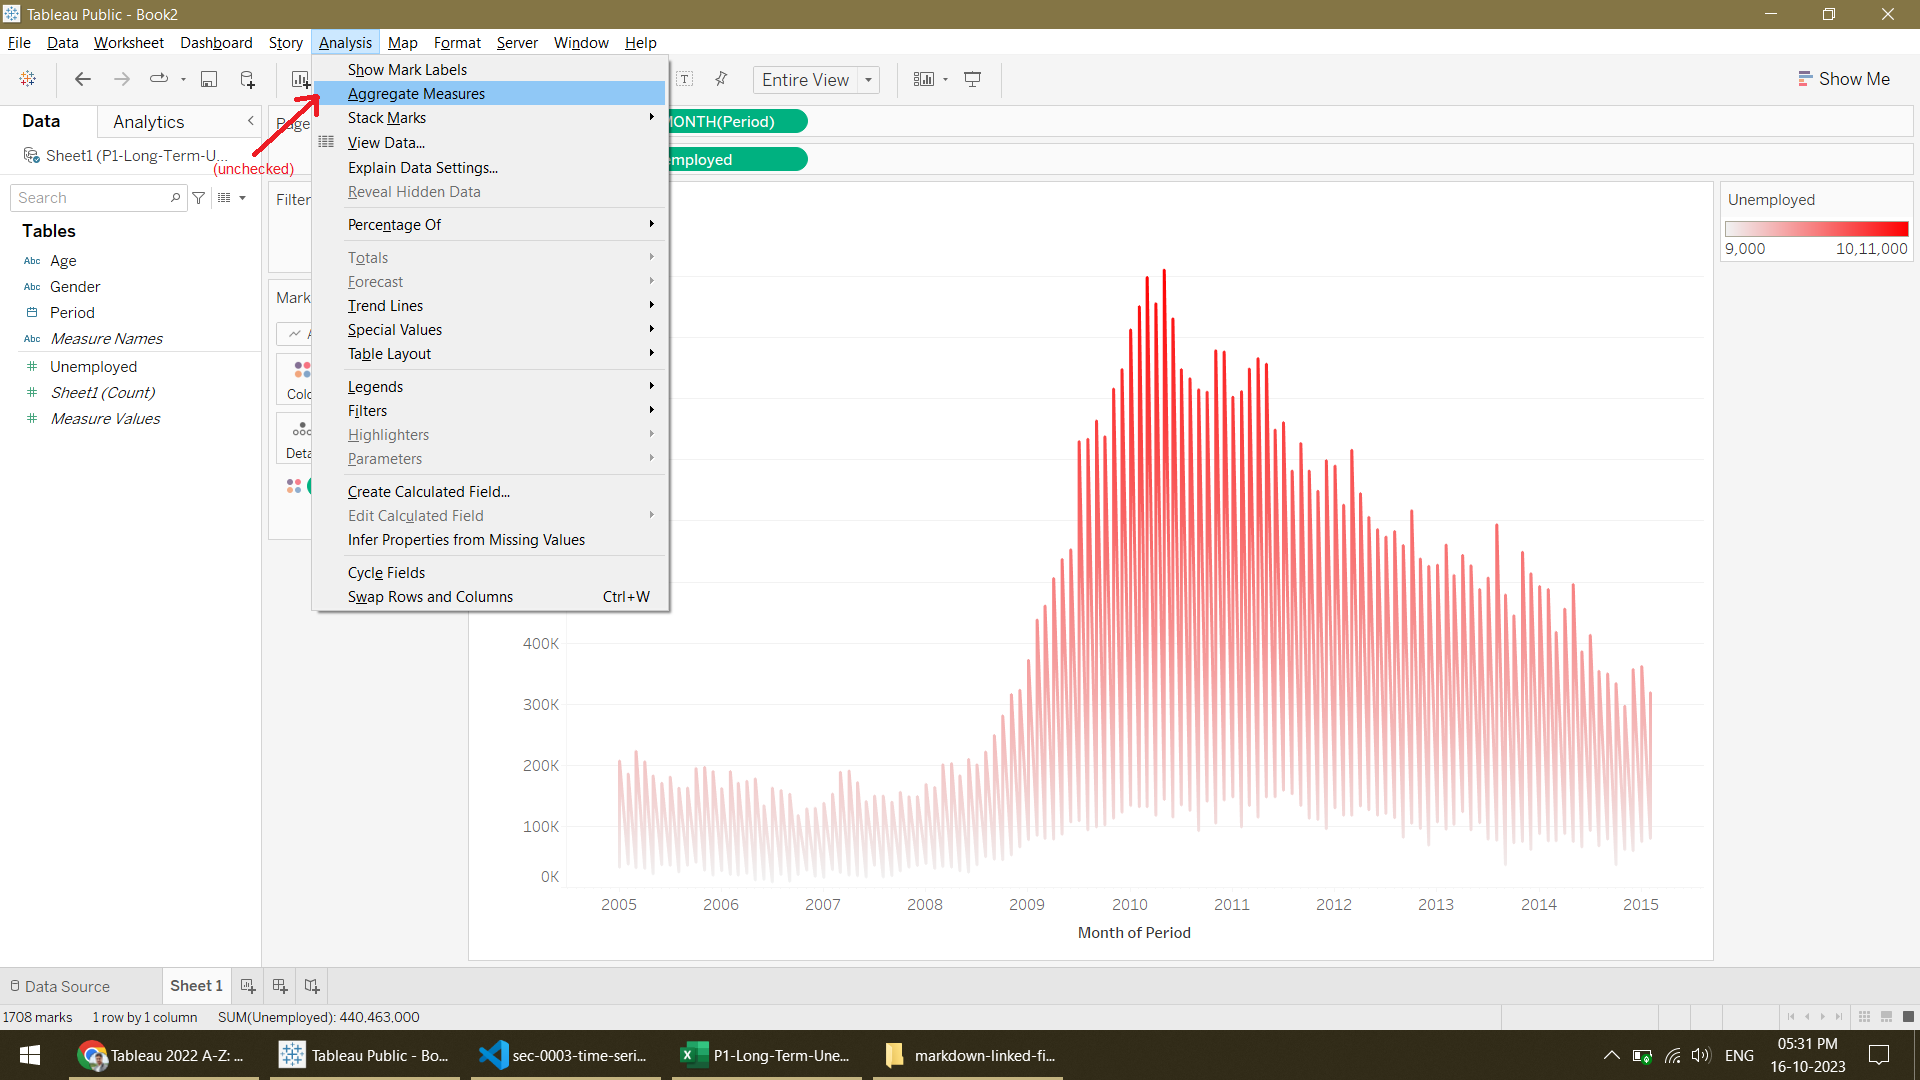 Tableau Public - Book2
File Data Worksheet Dashboard Story Analysis Map Format Server Window Help
Entire View
Show Me
Show Mark Labels
Aggregate Measures
Stack Marks
View Data...
Explain Data Settings...
Reveal Hidden Data
Percentage Of
Totals
Forecast
Trend Lines
Special Values
Table Layout
Legends
Filters
Highlighters
Parameters
Create Calculated Field...
Edit Calculated Field
Infer Properties from Missing Values
Cycle Fields
Swap Rows and Columns Ctrl+W
Data Analytics
Sheet1 (P1-Long-Term-U...
(unchecked)
Search
Tables
Abc Age
Abc Gender
Period
Abc Measure Names
# Unemployed
# Sheet1 (Count)
# Measure Values
Page
Filter
Mark
A
Colo
Deta
T
ONTH(Period)
employed
Unemployed
9,000 10,11,000
400K
300K
200K
100K
0K
2005 2006 2007 2008 2009 2010 2011 2012 2013 2014 2015
Month of Period
Data Source Sheet 1
1708 marks 1 row by 1 column SUM(Unemployed): 440,463,000
Tableau 2022 A-Z: ... Tableau Public - Bo... sec-0003-time-seri... P1-Long-Term-Une... markdown-linked-fi...
ENG
05:31 PM
16-10-2023